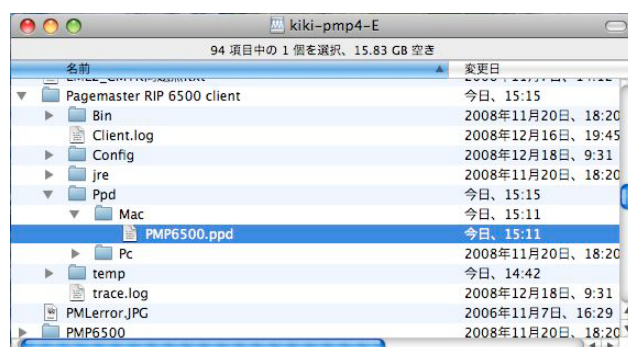 kiki-pmp4-E
94 項目中の 1 個を選択、15.83 GB 空き
名前 変更日
Pagemaster RIP 6500 client 今日、15:15
Bin 2008年11月20日、18:20
Client.log 2008年12月16日、19:45
Config 2008年12月18日、9:31
jre 2008年11月20日、18:20
Ppd 今日、15:15
Mac 今日、15:11
PMP6500.ppd 今日、15:11
Pc 2008年11月20日、18:20
temp 今日、14:42
trace.log 2008年12月18日、9:31
PMLerror.JPG 2006年11月7日、16:29
PMP6500 2008年11月20日、18:20